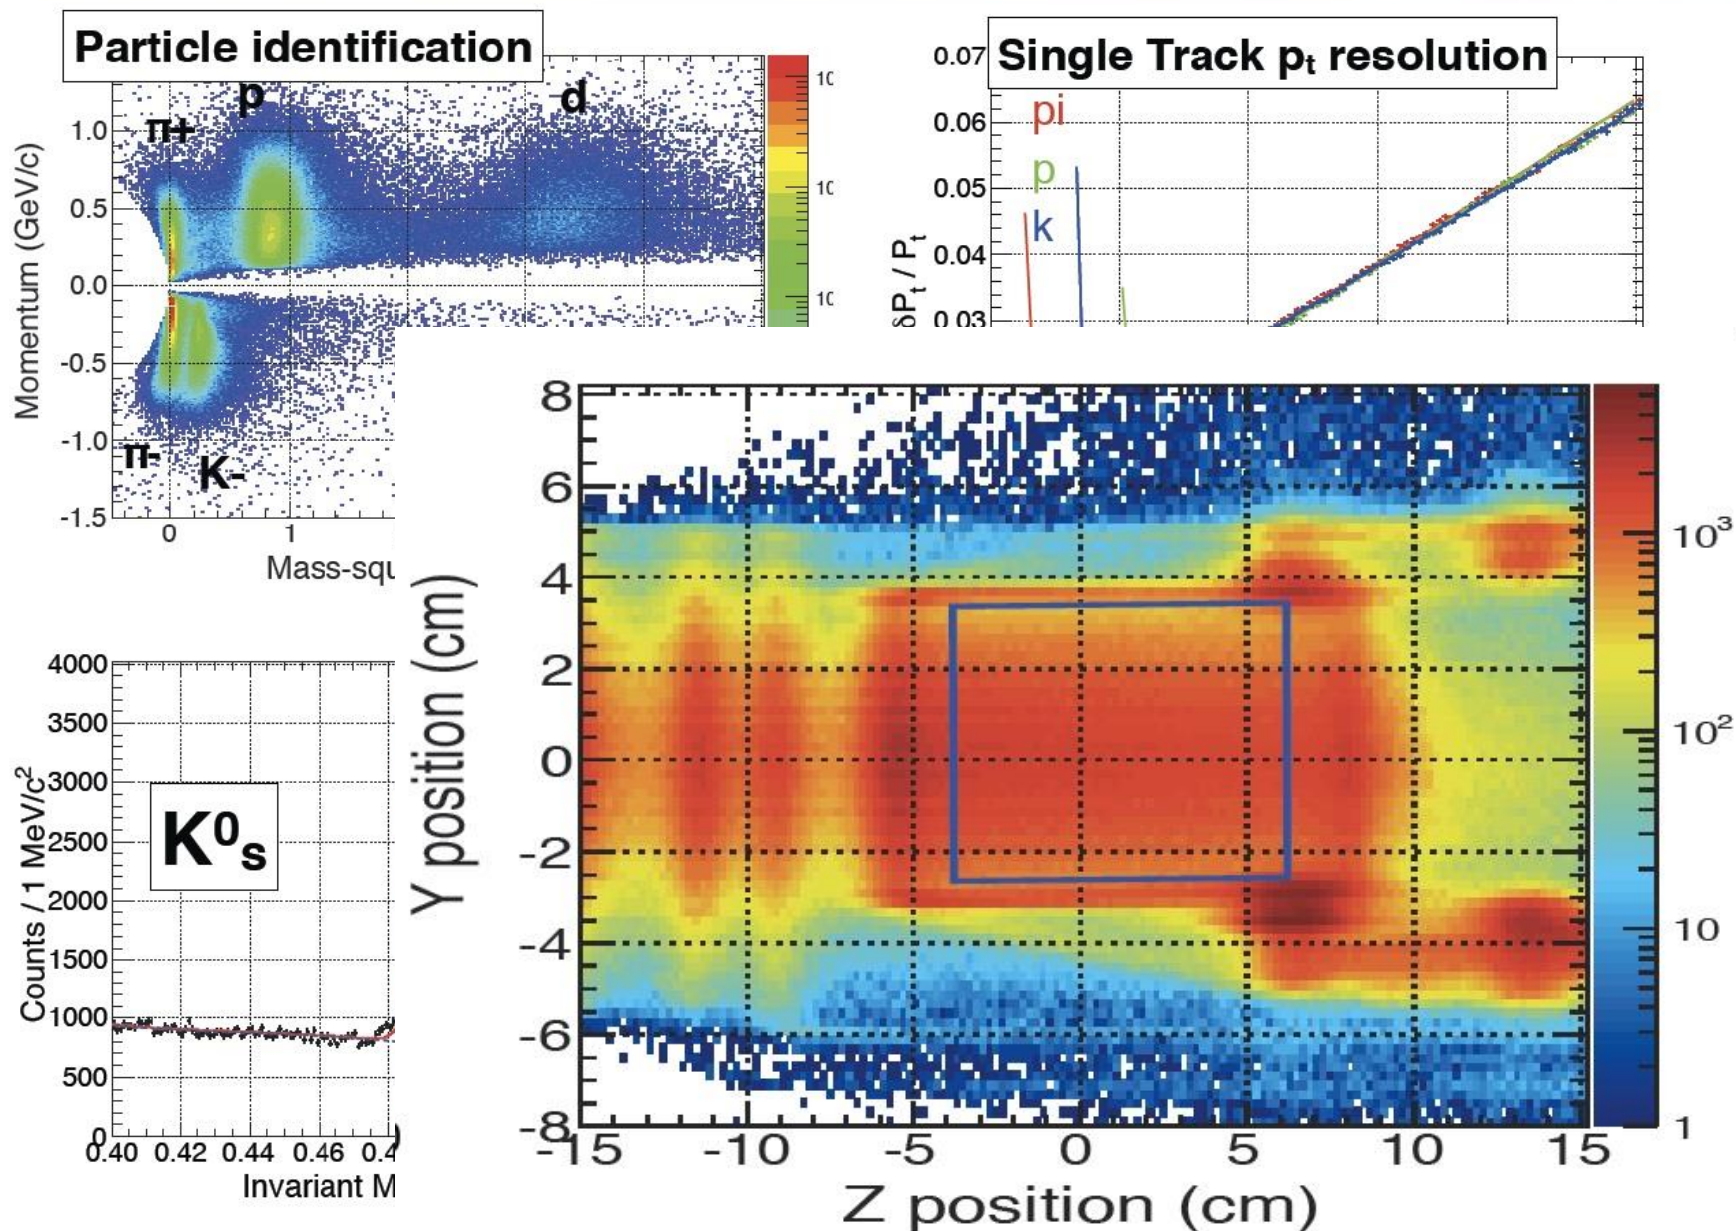 Particle identification
p
d
π+
1.0
0.5
0.0
-0.5
-1.0
-1.5
Momentum (GeV/c)
π-
K-
0
1
10
10
10
Single Track pt resolution
0.07
0.06
0.05
0.04
0.03
δPt / Pt
pi
p
k
4000
3500
3000
2500
2000
1500
1000
500
0
Counts / 1 MeV/c2
K0s
0.40 0.42 0.44 0.46
Invariant M
8
6
4
2
0
-2
-4
-6
-8
Y position (cm)
-15 -10 -5 0 5 10 15
Z position (cm)
103
102
10
1